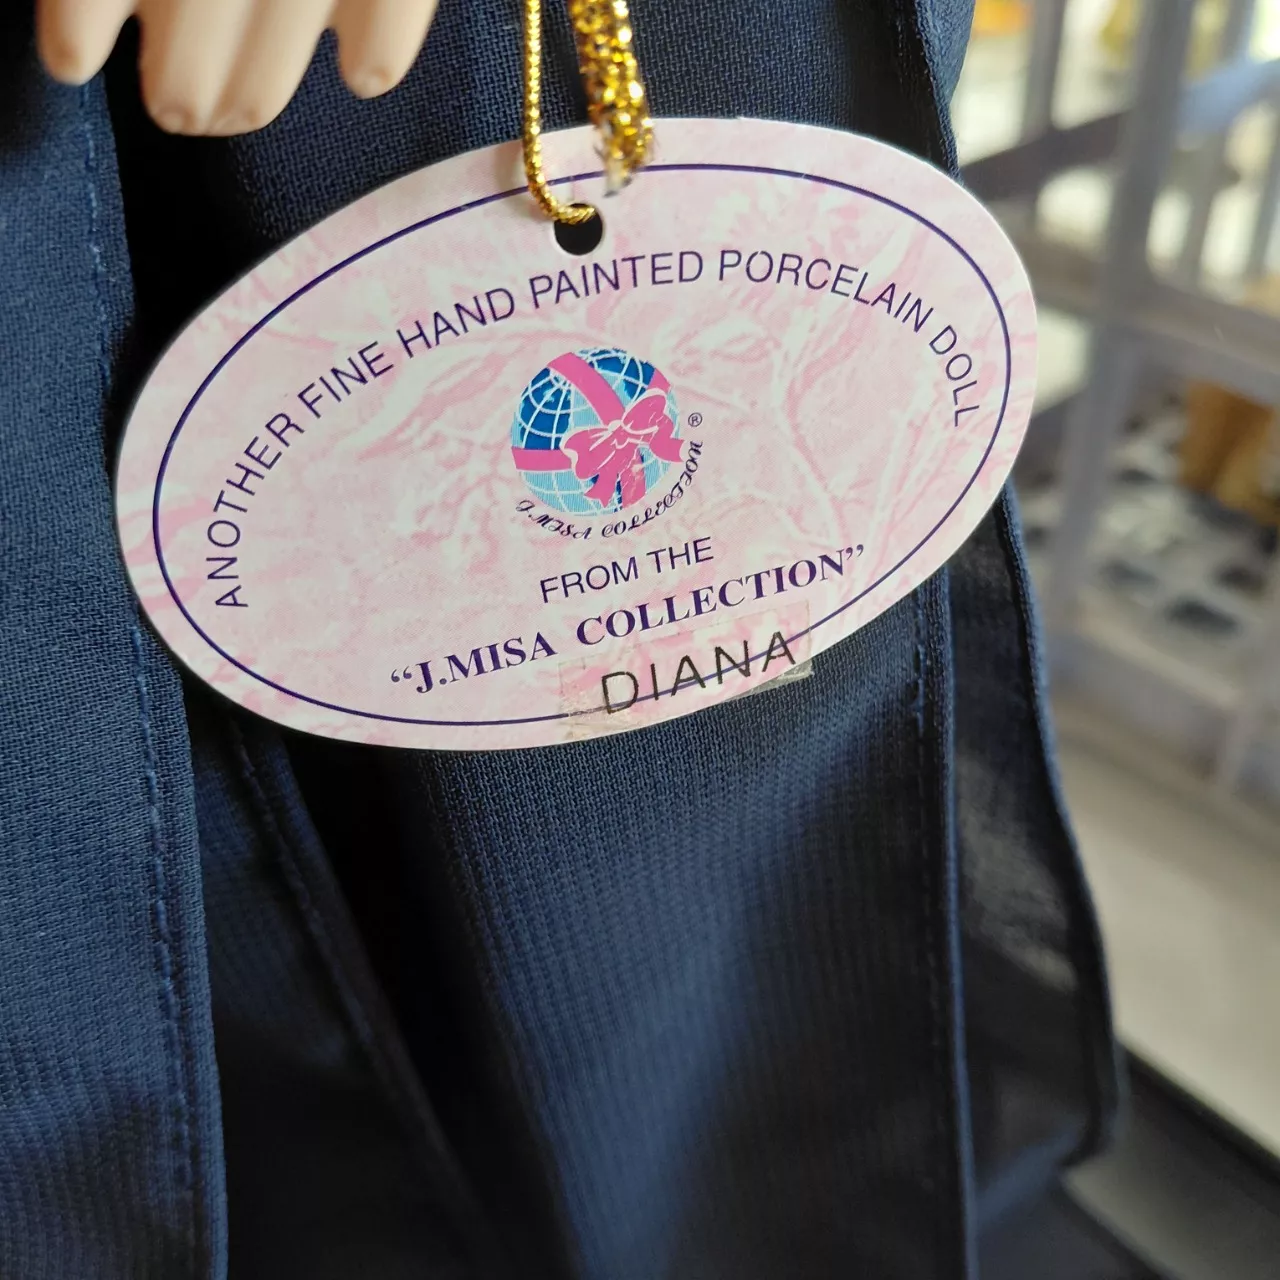 ANOTHER FINE HAND PAINTED PORCELAIN DOLL
®
J.MISA COLLECTION
FROM THE
“J.MISA COLLECTION”
DIANA